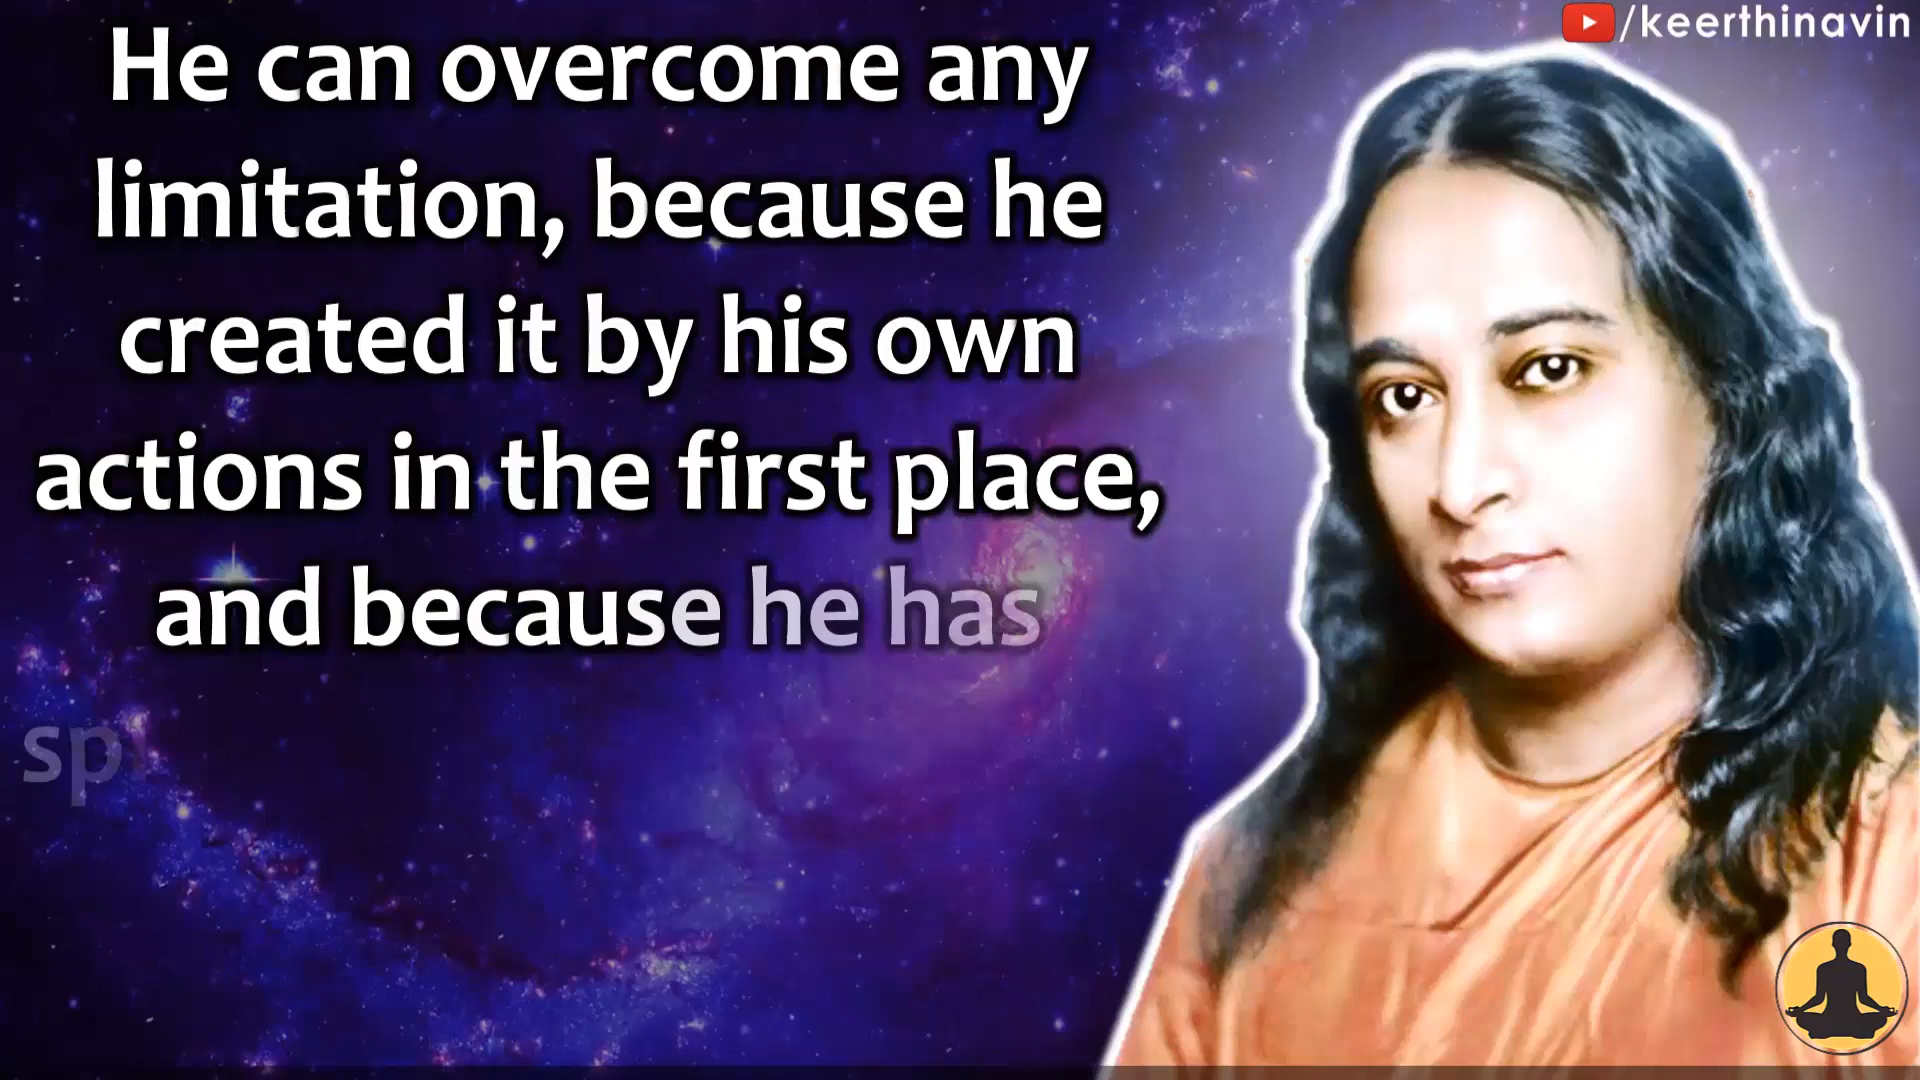 /keerthinavin
He can overcome any
limitation, because he
created it by his own
actions in the first place,
and because he has
sp